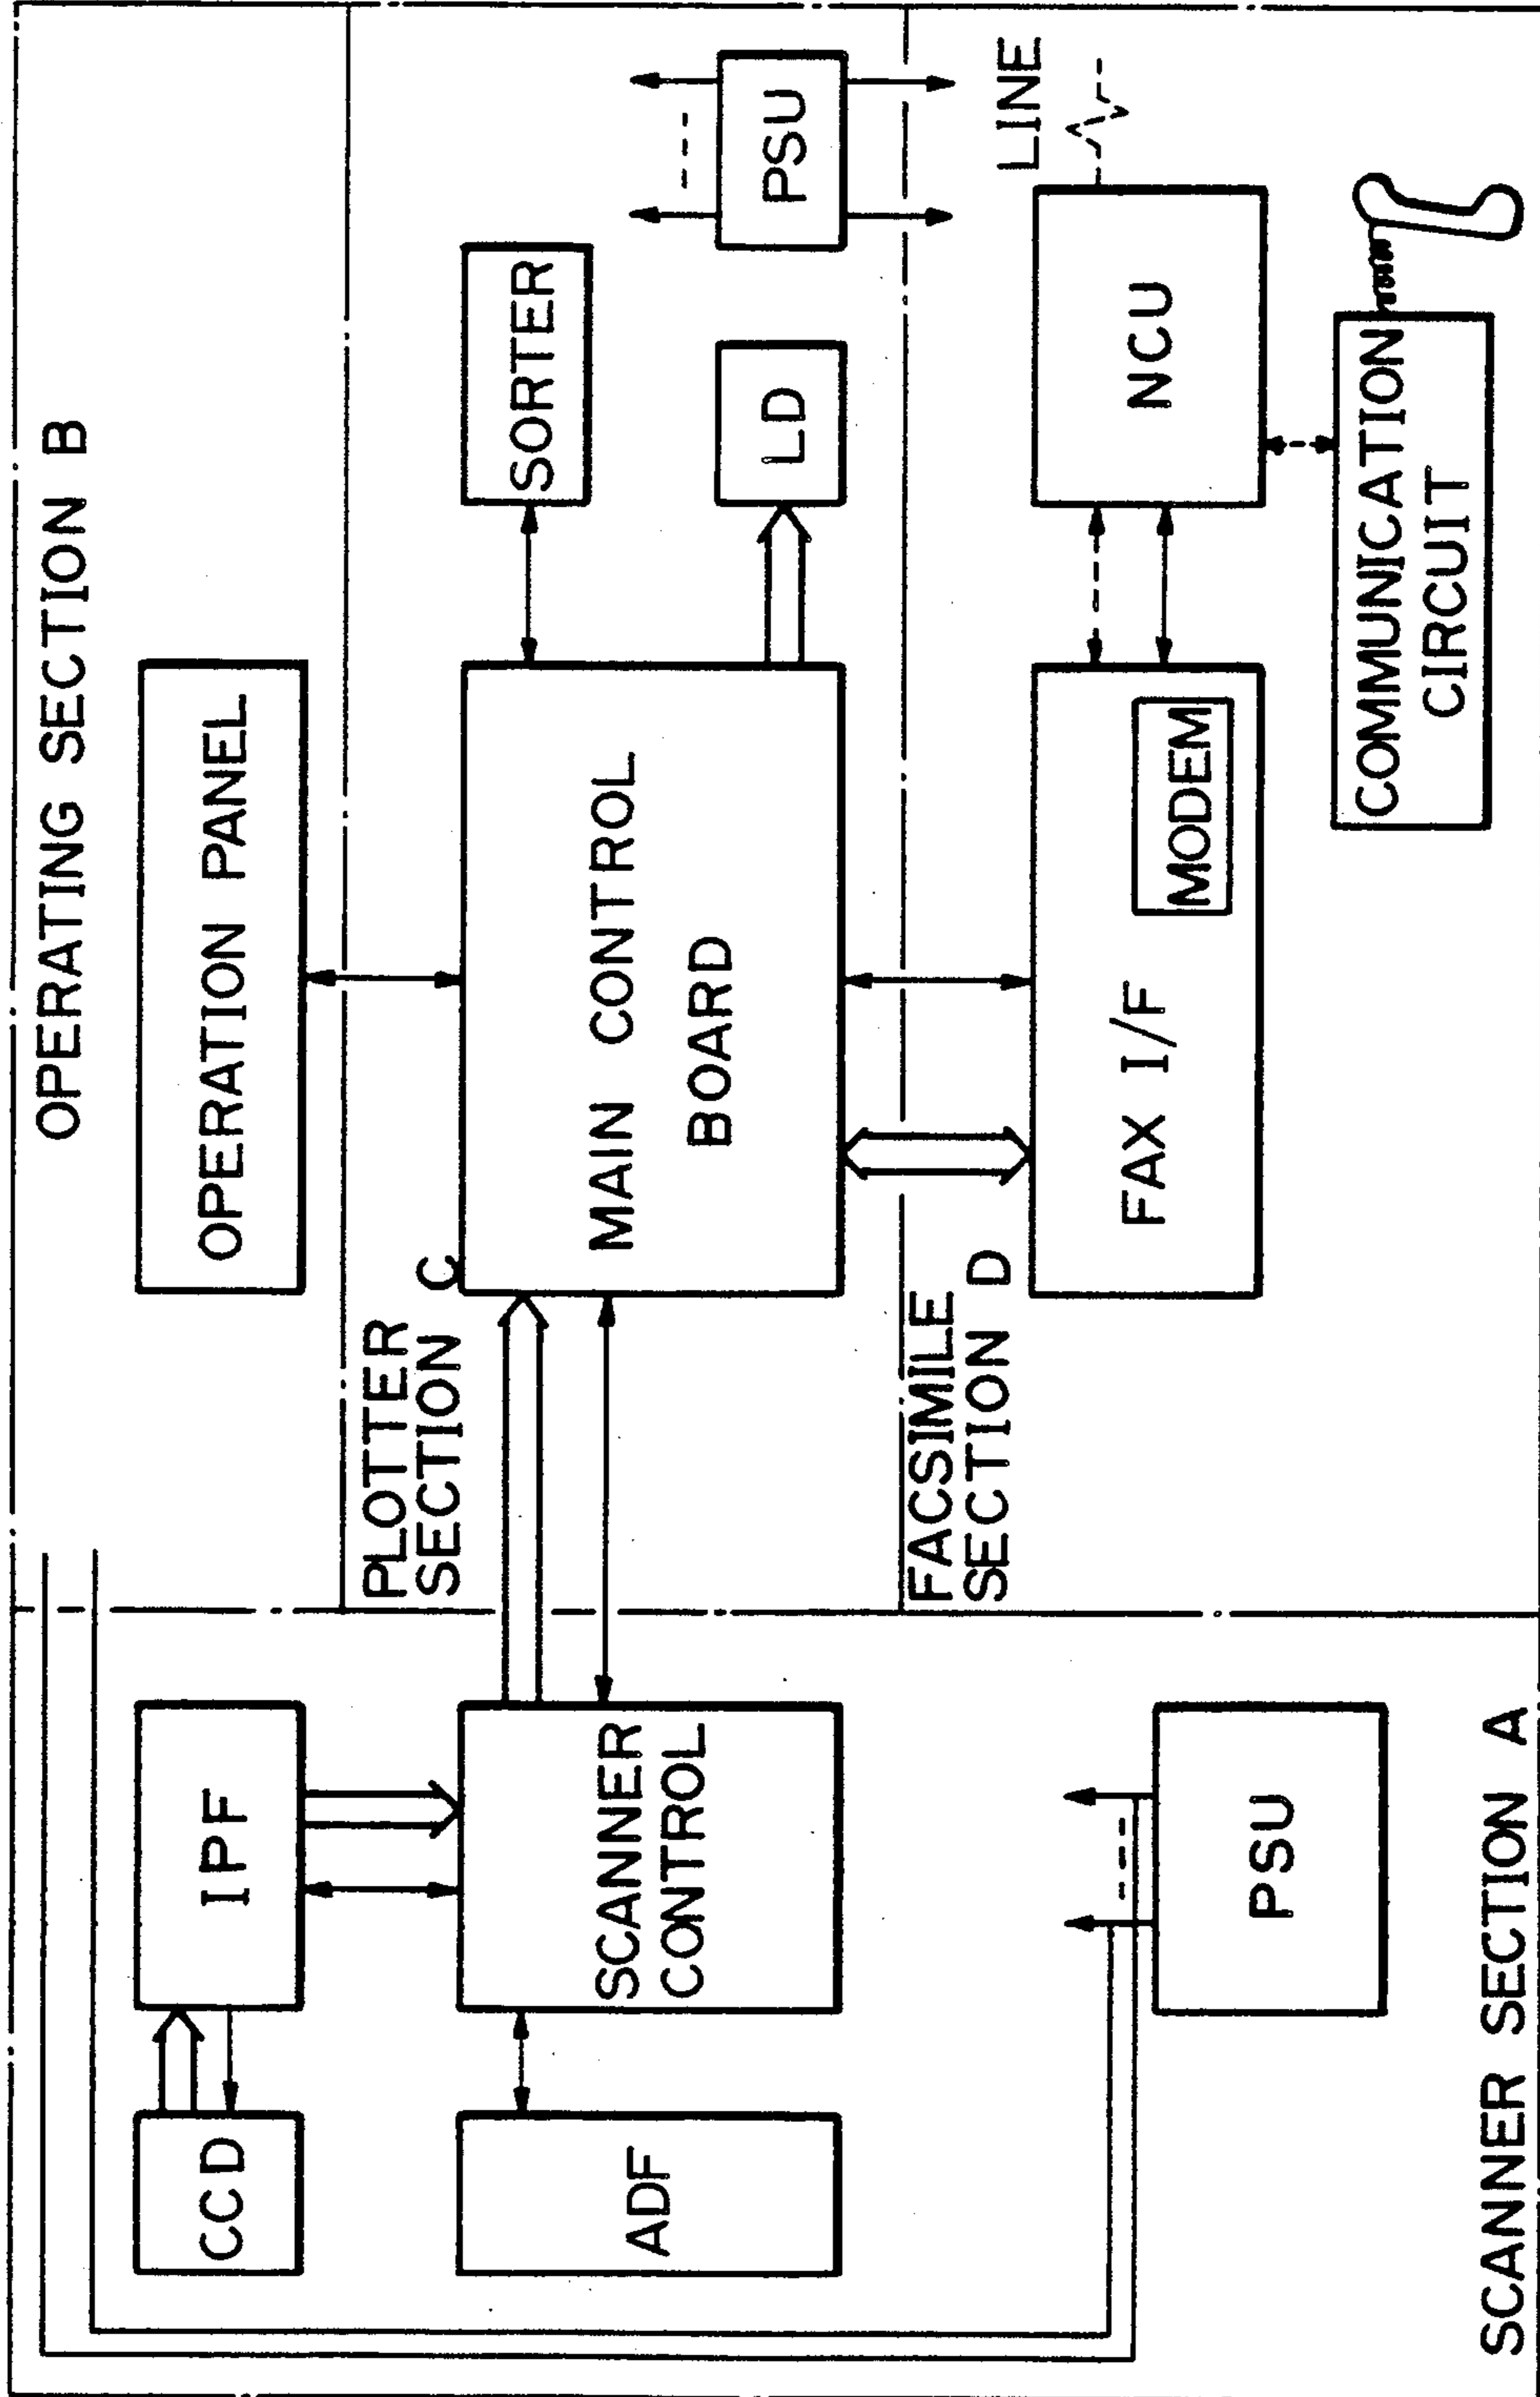 OPERATING SECTION B
OPERATION PANEL
CCD
IPF
PLOTTER
SECTION C
SORTER
ADF
SCANNER
CONTROL
MAIN CONTROL
BOARD
LD
PSU
FACSIMILE
SECTION D
LINE
FAX I/F
MODEM
NCU
PSU
COMMUNICATION
CIRCUIT
SCANNER SECTION A